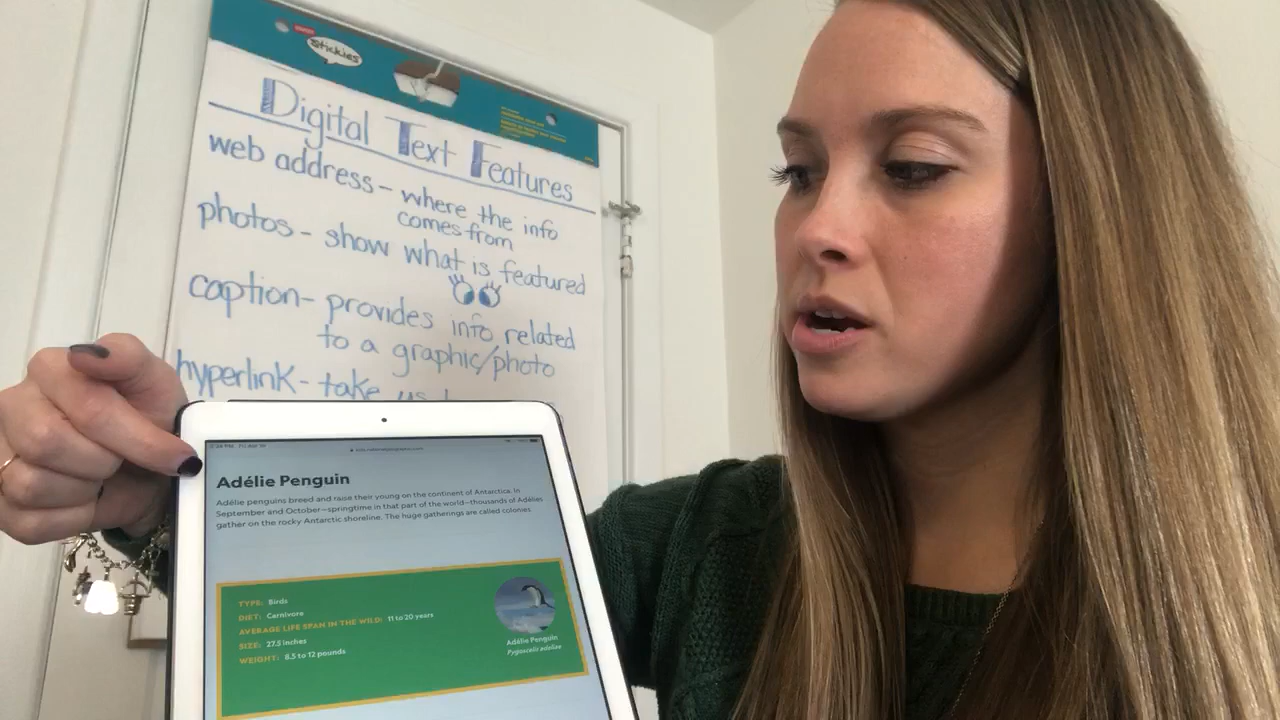 Stickies
Digital Text Features
web address - where the info
comes from
photos - show what is featured
caption - provides info related
to a graphic/photo
hyperlink - take us
Adélie Penguin
Adélie penguins breed and raise their young on the continent of Antarctica. In
September and October—springtime in that part of the world—thousands of Adélies
gather on the rocky Antarctic shoreline. The huge gatherings are called colonies
TYPE: Birds
DIET: Carnivore
AVERAGE LIFE SPAN IN THE WILD: 11 to 20 years
SIZE: 27.5 inches
WEIGHT: 8.5 to 12 pounds
Adélie Penguin
Pygoscelis adeliae